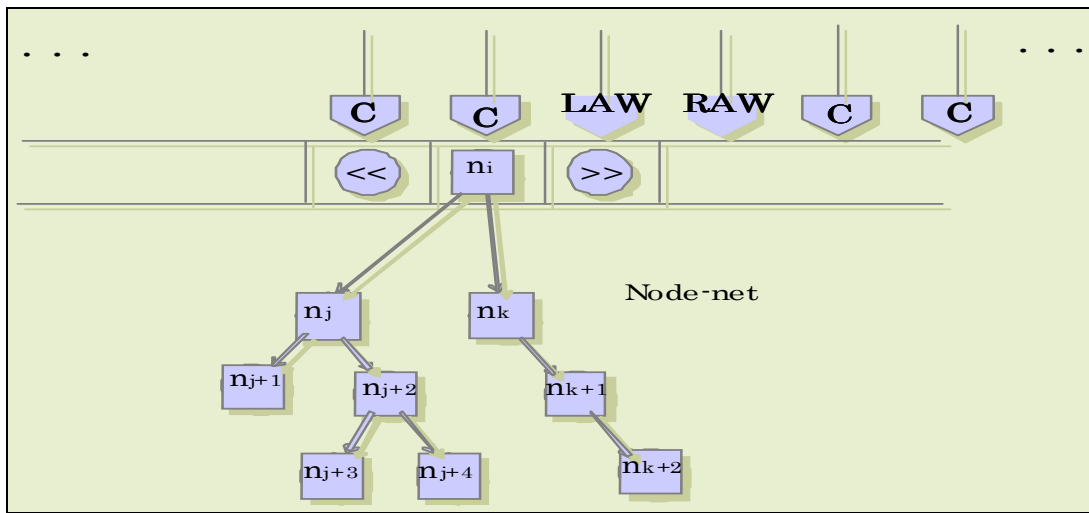 . . . . . .
C C LAW RAW C C
<< ni >>
Node-net
nj nk
nj+1 nj+2 nk+1
nj+3 nj+4 nk+2